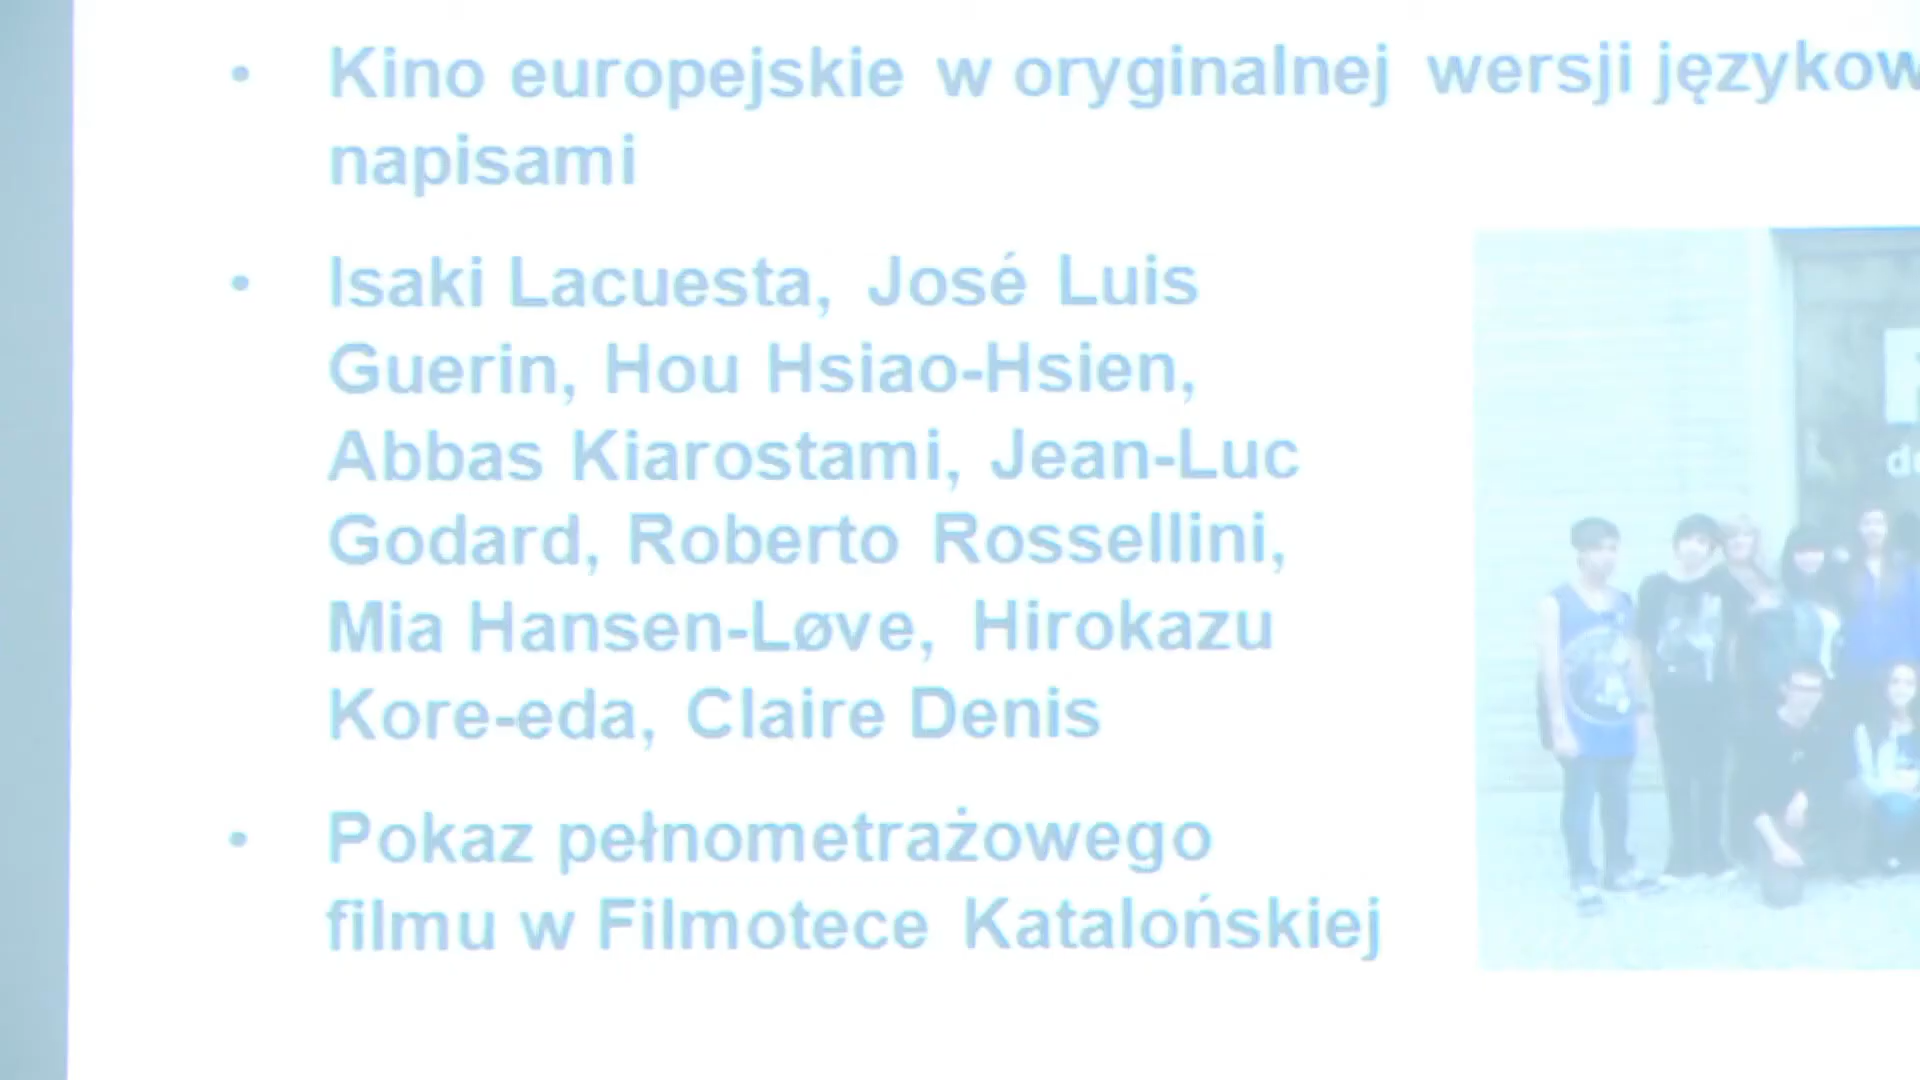 • Kino europejskie w oryginalnej wersji
napisami
• Isaki Lacuesta, José Luis
Guerin, Hou Hsiao-Hsien,
Abbas Kiarostami, Jean-Luc
Godard, Roberto Rossellini,
Mia Hansen-Løve, Hirokazu
Kore-eda, Claire Denis
• Pokaz pełnometrażowego
filmu w Filmotece Katalońskiej